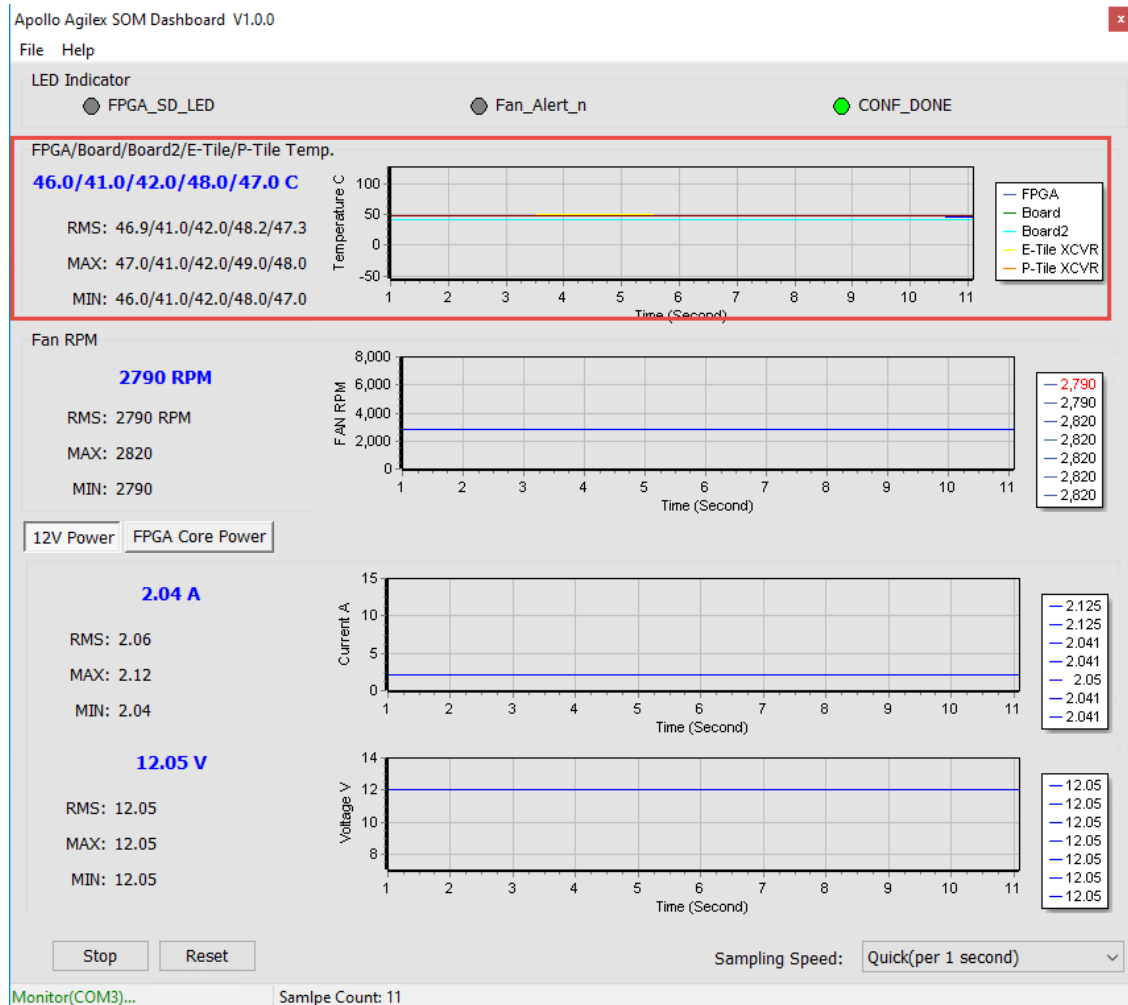 Apollo Agilex SOM Dashboard V1.0.0
x
File Help
LED Indicator
FPGA_SD_LED Fan_Alert_n CONF_DONE
FPGA/Board/Board2/E-Tile/P-Tile Temp.
46.0/41.0/42.0/48.0/47.0 C
RMS: 46.9/41.0/42.0/48.2/47.3
MAX: 47.0/41.0/42.0/49.0/48.0
MIN: 46.0/41.0/42.0/48.0/47.0
Temperature C
100
50
0
-50
1 2 3 4 5 6 7 8 9 10 11
Time (Second)
FPGA
Board
Board2
E-Tile XCVR
P-Tile XCVR
Fan RPM
2790 RPM
RMS: 2790 RPM
MAX: 2820
MIN: 2790
FAN RPM
8,000
6,000
4,000
2,000
0
1 2 3 4 5 6 7 8 9 10 11
Time (Second)
2,790
2,790
2,820
2,820
2,820
2,820
2,820
12V Power FPGA Core Power
2.04 A
RMS: 2.06
MAX: 2.12
MIN: 2.04
Current A
15
10
5
0
1 2 3 4 5 6 7 8 9 10 11
Time (Second)
2.125
2.125
2.041
2.041
2.05
2.041
2.041
12.05 V
RMS: 12.05
MAX: 12.05
MIN: 12.05
Voltage V
14
12
10
8
1 2 3 4 5 6 7 8 9 10 11
Time (Second)
12.05
12.05
12.05
12.05
12.05
12.05
12.05
Stop Reset Sampling Speed: Quick(per 1 second)
Monitor(COM3)... Samlpe Count: 11